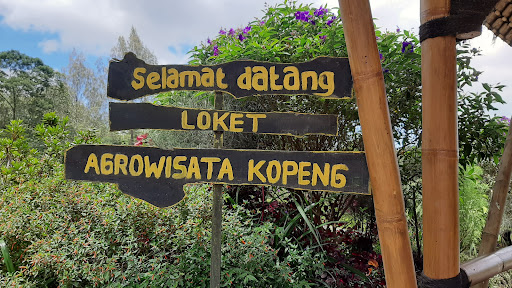 Selamat datang
LOKET
AGROWISATA KOPENG